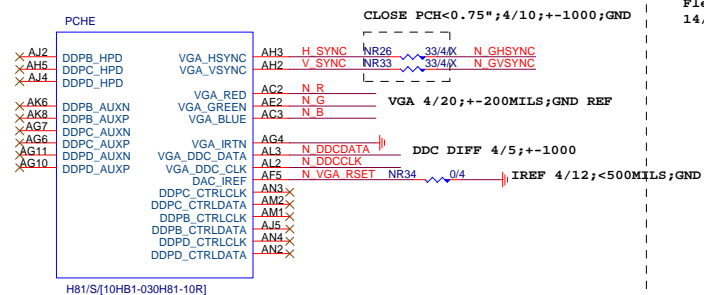 Fle
CLOSE PCH<0.75";4/10;+-1000;GND
14/
PCHE
AJ2 DDPB_HPD VGA_HSYNC AH3 H_SYNC NR26 33/4/X N_GHSYNC
AH5 DDPC_HPD VGA_VSYNC AH2 V_SYNC NR33 33/4/X N_GVSYNC
AJ4 DDPD_HPD
VGA_RED AC2 N_R
AK6 DDPB_AUXN VGA_GREEN AE2 N_G VGA 4/20;+-200MILS;GND REF
AK8 DDPB_AUXP VGA_BLUE AC3 N_B
AG7 DDPC_AUXN
AG6 DDPC_AUXP VGA_IRTN AG4
AG11 DDPD_AUXN VGA_DDC_DATA AL3 N_DDCDATA DDC DIFF 4/5;+-1000
AG10 DDPD_AUXP VGA_DDC_CLK AL2 N_DDCCLK
DAC_IREF AF5 N_VGA_RSET NR34 0/4 IREF 4/12;<500MILS;GND
DDPC_CTRLCLK AN3
DDPC_CTRLDATA AM2
DDPB_CTRLCLK AM1
DDPB_CTRLDATA AJ5
DDPD_CTRLCLK AN4
DDPD_CTRLDATA AN2
H81/S/[10HB1-030H81-10R]